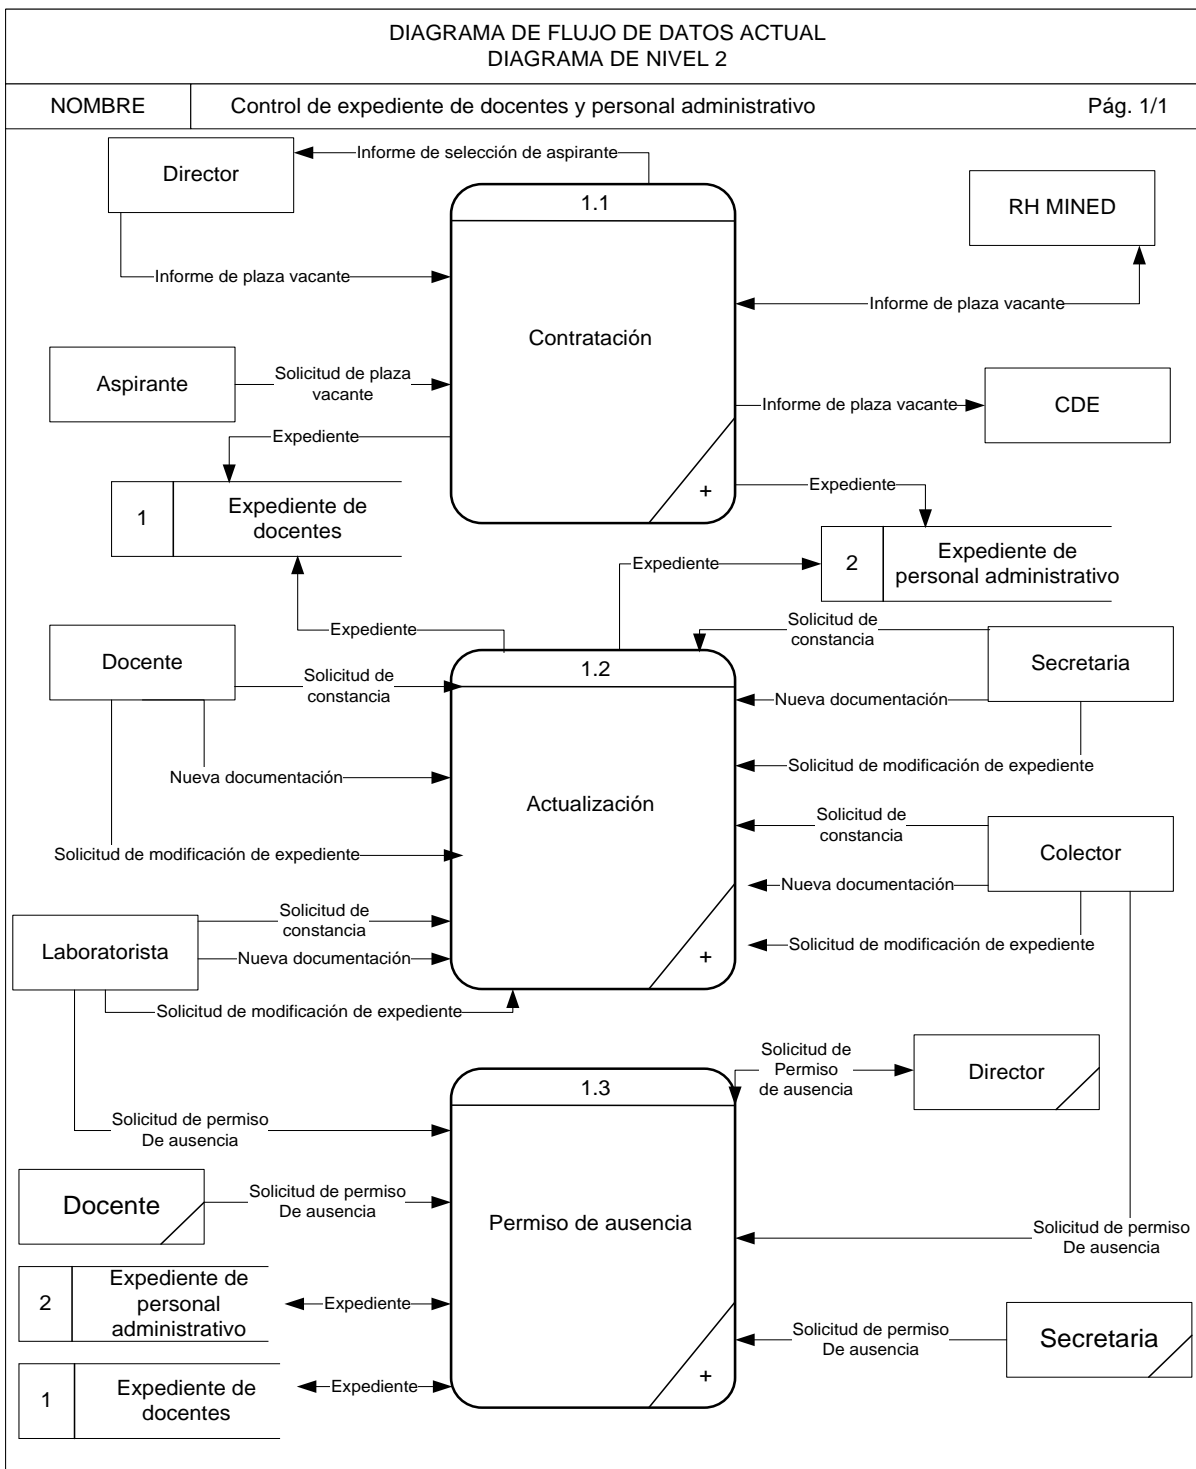 DIAGRAMA DE FLUJO DE DATOS ACTUAL
DIAGRAMA DE NIVEL 2
NOMBRE
Control de expediente de docentes y personal administrativo
Pág. 1/1
Director
Informe de selección de aspirante
1.1
RH MINED
Informe de plaza vacante
Informe de plaza vacante
Contratación
Aspirante
Solicitud de plaza
vacante
Informe de plaza vacante
CDE
Expediente
+
Expediente
1
Expediente de
docentes
2
Expediente de
personal administrativo
Expediente
Expediente
Solicitud de
constancia
Docente
Solicitud de
constancia
1.2
Secretaria
Nueva documentación
Nueva documentación
Solicitud de modificación de expediente
Actualización
Solicitud de
constancia
Solicitud de modificación de expediente
Colector
Nueva documentación
Solicitud de
constancia
Laboratorista
Nueva documentación
Solicitud de modificación de expediente
+
Solicitud de modificación de expediente
Solicitud de
Permiso
de ausencia
Director
1.3
Solicitud de permiso
De ausencia
Docente
Solicitud de permiso
De ausencia
Permiso de ausencia
Solicitud de permiso
De ausencia
2
Expediente de
personal
administrativo
Expediente
Solicitud de permiso
De ausencia
Secretaria
1
Expediente de
docentes
Expediente
+